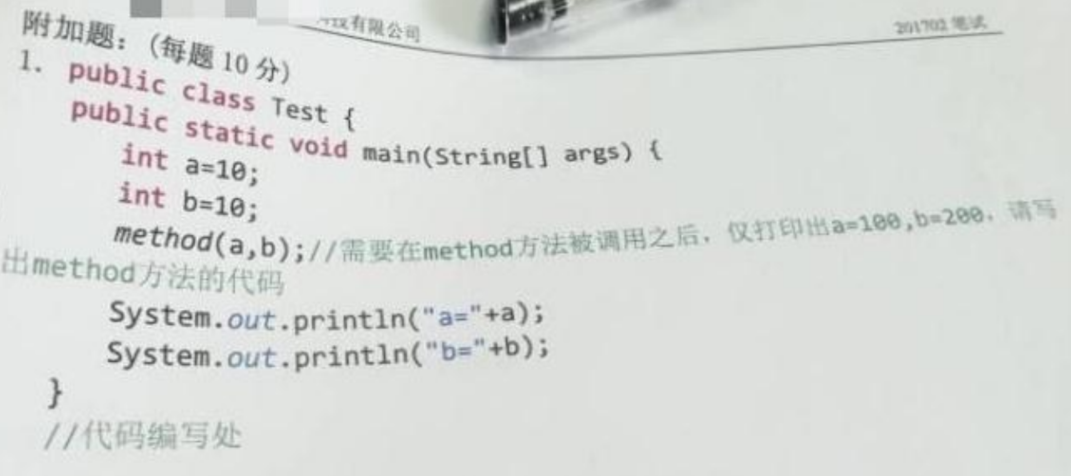 技有限公司
201702 笔试
附加题：（每题 10 分）
1. public class Test {
public static void main(String[] args) {
int a=10;
int b=10;
method(a,b);//需要在method方法被调用之后，仅打印出a=100,b=200，请写
出method方法的代码
System.out.println("a="+a);
System.out.println("b="+b);
}
//代码编写处